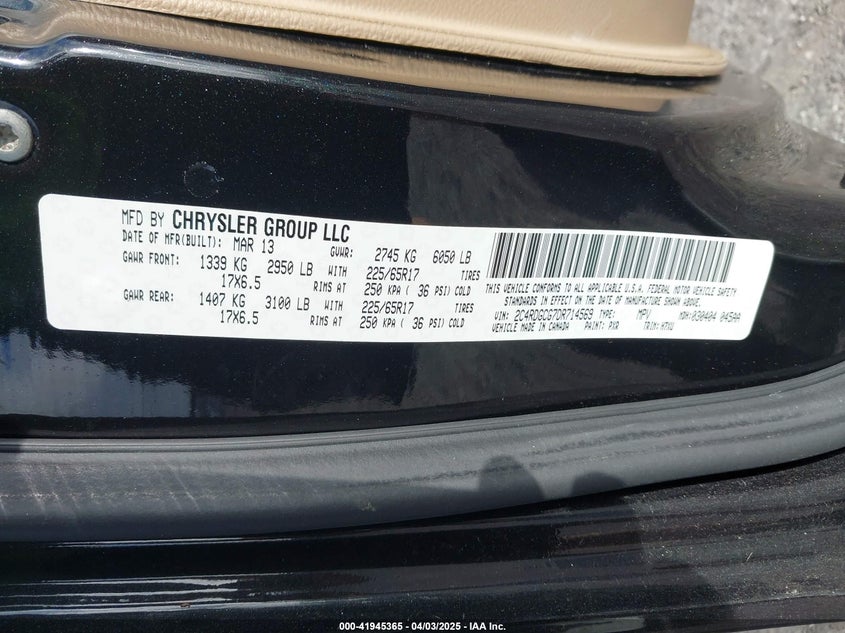 MFD BY CHRYSLER GROUP LLC
DATE OF MFR(BUILT): MAR 13 GVWR: 2745 KG 6050 LB
GAWR FRONT: 1339 KG 2950 LB WITH 225/65R17 TIRES
17X6.5 RIMS AT 250 KPA ( 36 PSI) COLD
GAWR REAR: 1407 KG 3100 LB WITH 225/65R17 TIRES
17X6.5 RIMS AT 250 KPA ( 36 PSI) COLD
THIS VEHICLE CONFORMS TO ALL APPLICABLE U.S.A. FEDERAL MOTOR VEHICLE SAFETY
STANDARDS IN EFFECT ON THE DATE OF MANUFACTURE SHOWN ABOVE.
VIN: 2C4RDGCG7DR714569 TYPE: MPV MDH:030404 045AA
VEHICLE MADE IN CANADA PAINT: PXR TRIM:
000-41945365 | 04/03/2025 - IAA Inc.